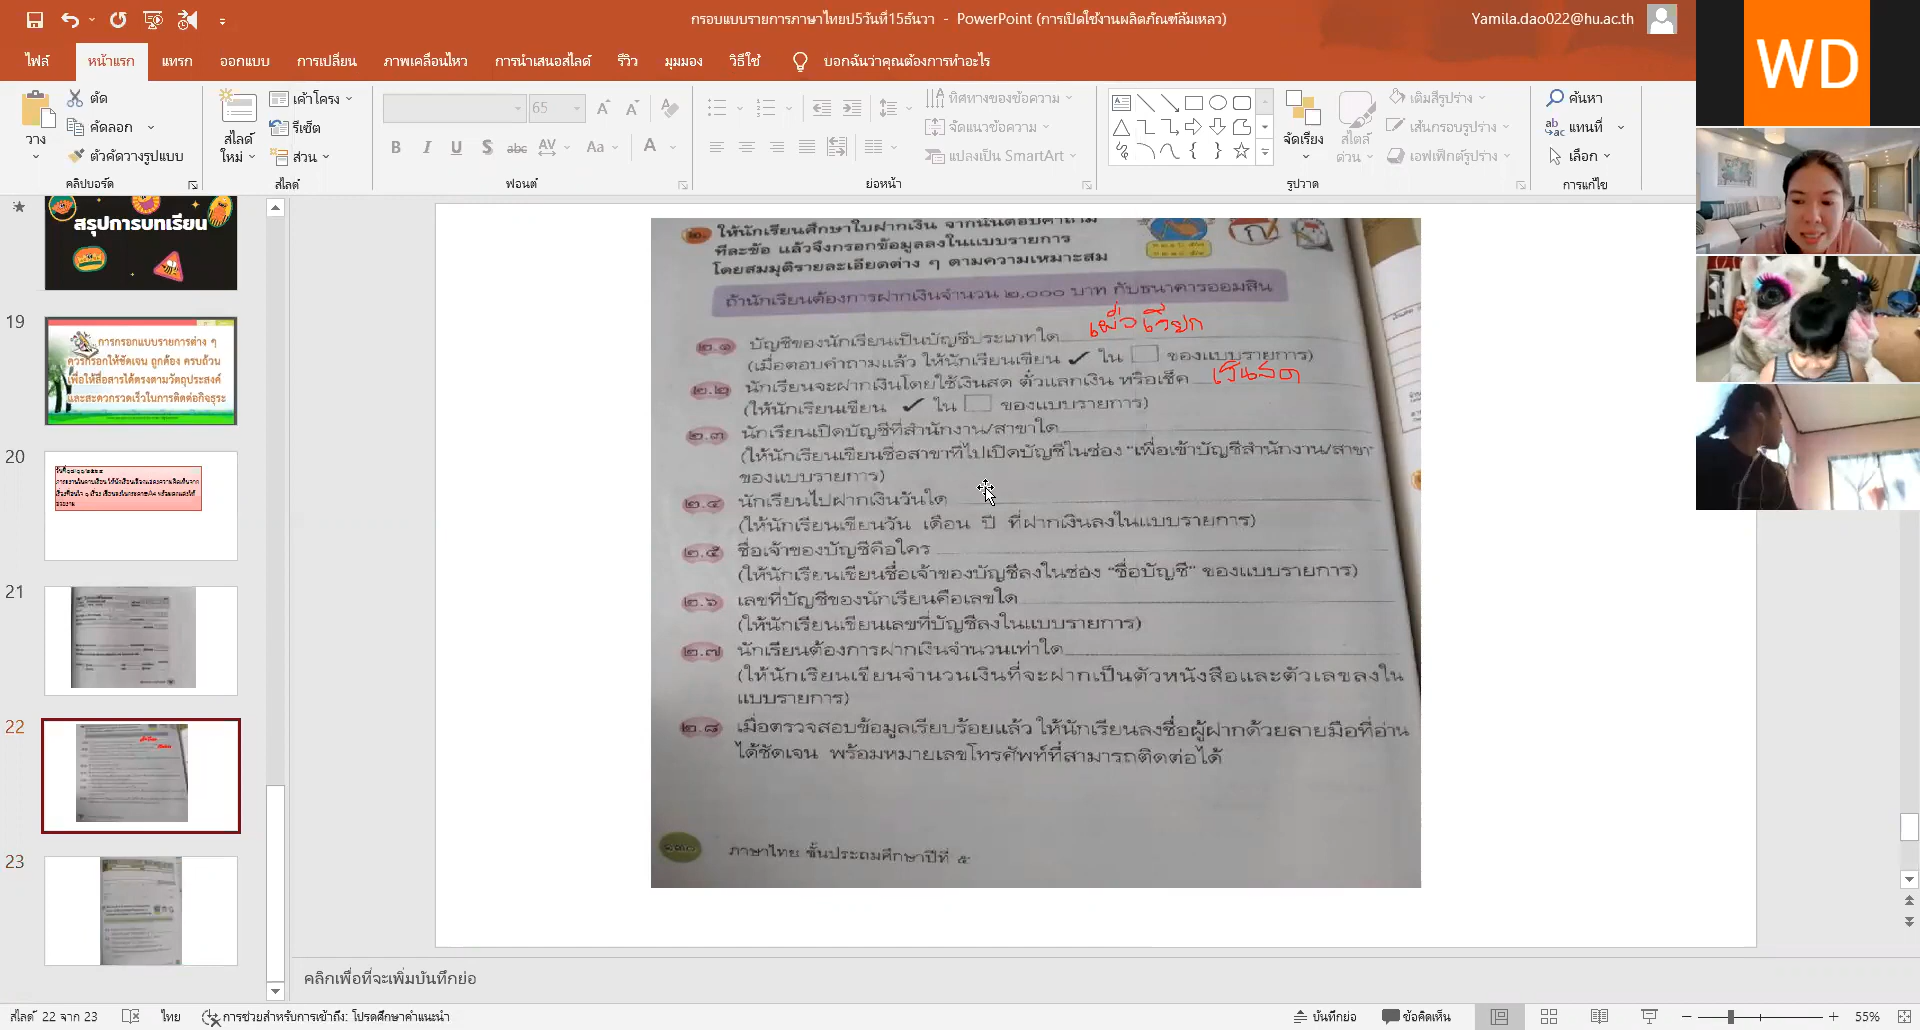 กรอบแบบรายการภาษาไทยป5วันที่15ธันวา - PowerPoint (การเปิดใช้งานผลิตภัณฑ์ล้มเหลว)
Yamila.dao022@hu.ac.th
ไฟล์ หน้าแรก แทรก ออกแบบ การเปลี่ยน ภาพเคลื่อนไหว การนำเสนอสไลด์ รีวิว มุมมอง วิธีใช้ บอกฉันว่าคุณต้องการทำอะไร
วาง
ตัด
คัดลอก
ตัวคัดวางรูปแบบ
คลิปบอร์ด
สไลด์ใหม่
เค้าโครง
รีเซ็ต
ส่วน
สไลด์
65
ฟอนต์
ทิศทางของข้อความ
จัดแนวข้อความ
แปลงเป็น SmartArt
ย่อหน้า
จัดเรียง
สไตล์ด่วน
เติมสีรูปร่าง
เส้นกรอบรูปร่าง
เอฟเฟ็กต์รูปร่าง
รูปวาด
ค้นหา
แทนที่
เลือก
การแก้ไข
WD
สรุปการบทเรียน
19
การกรอกแบบรายการต่าง ๆ
ควรกรอกให้ชัดเจน ถูกต้อง ครบถ้วน
เพื่อให้สื่อสารได้ตรงตามวัตถุประสงค์
และสะดวกรวดเร็วในการติดต่อกิจธุระ
20
21
22
23
ให้นักเรียนศึกษาใบฝากเงิน จากนั้นตอบคำถาม
ทีละข้อ แล้วจึงกรอกข้อมูลลงในแบบรายการ
โดยสมมุติรายละเอียดต่าง ๆ ตามความเหมาะสม
ถ้านักเรียนต้องการฝากเงินจำนวน ๒,๐๐๐ บาท กับธนาคารออมสิน
๒.๑ บัญชีของนักเรียนเป็นบัญชีประเภทใด เผื่อเรียก
(เมื่อตอบคำถามแล้ว ให้นักเรียนเขียน ✓ ใน □ ของแบบรายการ)
๒.๒ นักเรียนจะฝากเงินโดยใช้เงินสด ตั๋วแลกเงิน หรือเช็ค เงินสด
(ให้นักเรียนเขียน ✓ ใน □ ของแบบรายการ)
๒.๓ นักเรียนเปิดบัญชีที่สำนักงาน/สาขาใด
(ให้นักเรียนเขียนชื่อสาขาที่ไปเปิดบัญชีในช่อง "เพื่อเข้าบัญชีสำนักงาน/สาขา"
ของแบบรายการ)
๒.๔ นักเรียนไปฝากเงินวันใด
(ให้นักเรียนเขียนวัน เดือน ปี ที่ฝากเงินลงในแบบรายการ)
๒.๕ ชื่อเจ้าของบัญชีคือใคร
(ให้นักเรียนเขียนชื่อเจ้าของบัญชีลงในช่อง "ชื่อบัญชี" ของแบบรายการ)
๒.๖ เลขที่บัญชีของนักเรียนคือเลขใด
(ให้นักเรียนเขียนเลขที่บัญชีลงในแบบรายการ)
๒.๗ นักเรียนต้องการฝากเงินจำนวนเท่าใด
(ให้นักเรียนเขียนจำนวนเงินที่จะฝากเป็นตัวหนังสือและตัวเลขลงใน
แบบรายการ)
๒.๘ เมื่อตรวจสอบข้อมูลเรียบร้อยแล้ว ให้นักเรียนลงชื่อผู้ฝากด้วยลายมือที่อ่าน
ได้ชัดเจน พร้อมหมายเลขโทรศัพท์ที่สามารถติดต่อได้
ภาษาไทย ชั้นประถมศึกษาปีที่ ๕
คลิกเพื่อที่จะเพิ่มบันทึกย่อ
สไลด์ 22 จาก 23 ไทย การช่วยสำหรับการเข้าถึง: โปรดศึกษาคำแนะนำ
บันทึกย่อ ข้อคิดเห็น 55%